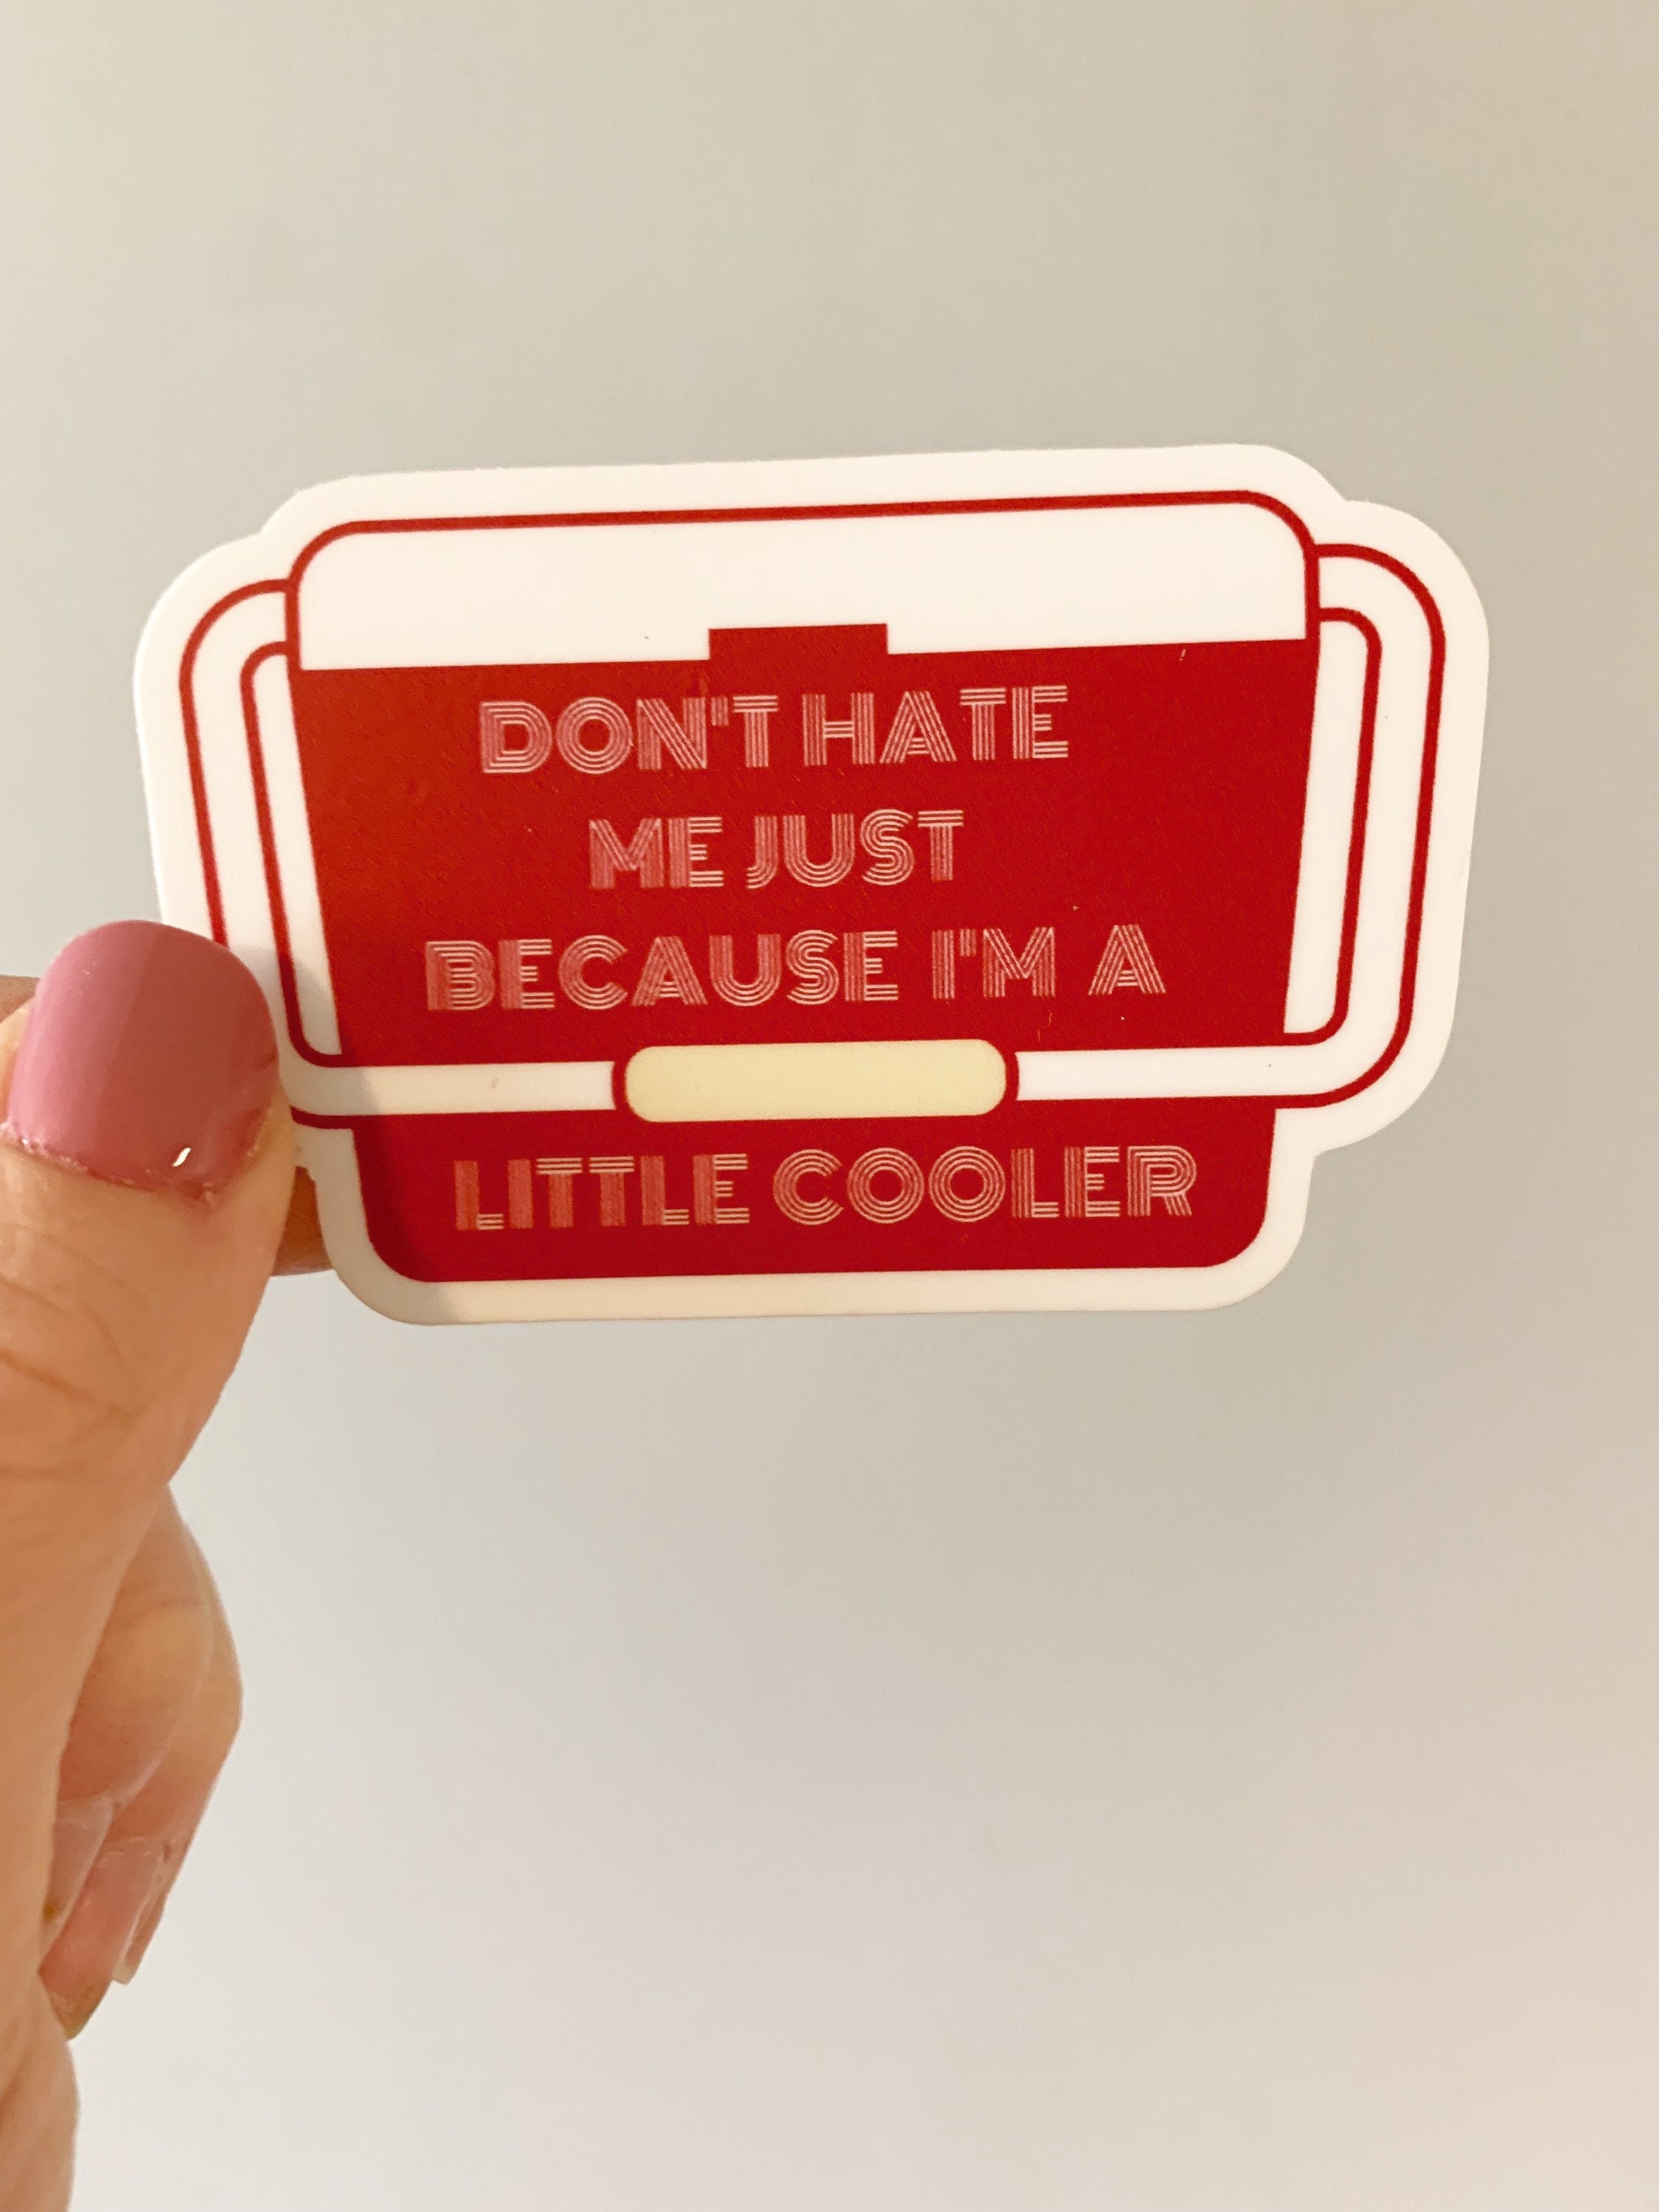 DON'T HATE
ME JUST
BECAUSE I'M A
LITTLE COOLER